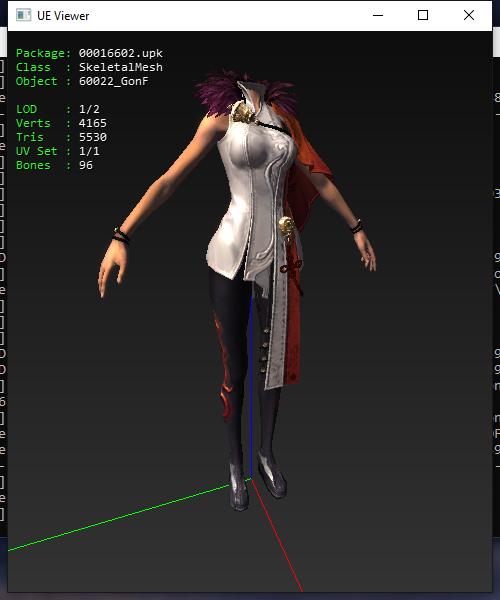 UE Viewer
Package: 00016602.upk
Class : SkeletalMesh
Object : 60022_GonF
LOD : 1/2
Verts : 4165
Tris : 5530
UV Set : 1/1
Bones : 96